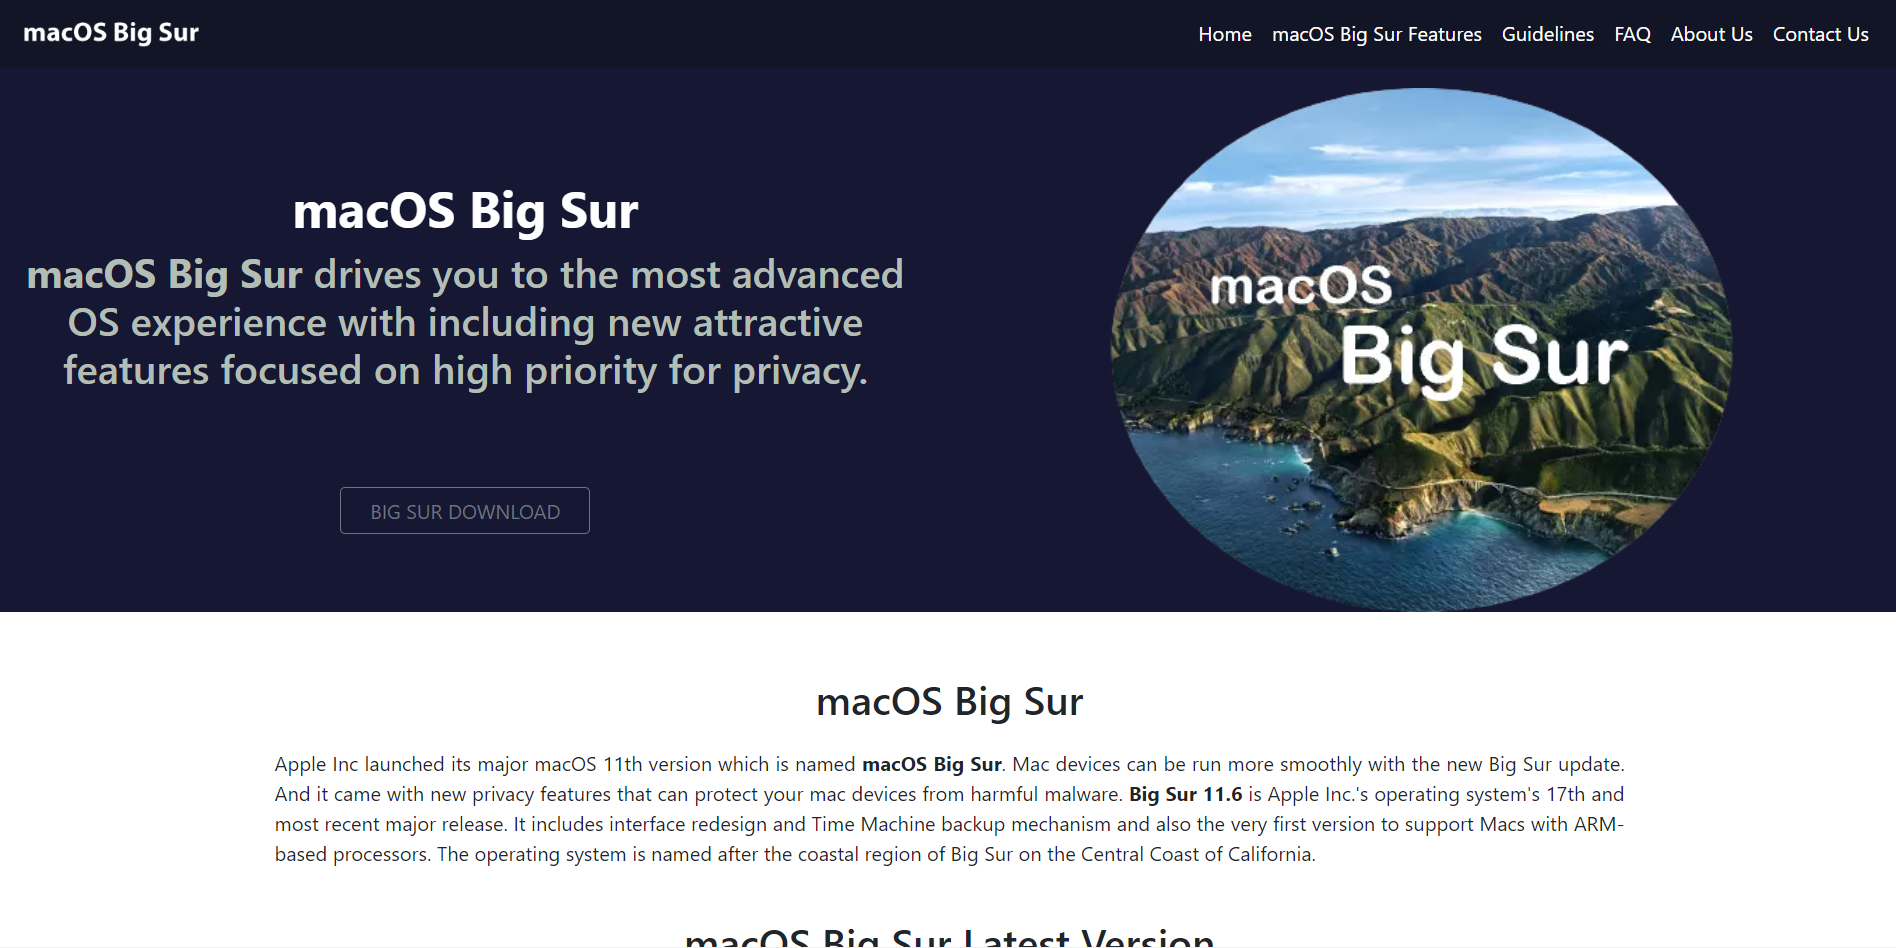 macOS Big Sur
Home macOS Big Sur Features Guidelines FAQ About Us Contact Us
macOS Big Sur
macOS Big Sur drives you to the most advanced
OS experience with including new attractive
features focused on high priority for privacy.
BIG SUR DOWNLOAD
macOS
Big Sur
macOS Big Sur
Apple Inc launched its major macOS 11th version which is named macOS Big Sur. Mac devices can be run more smoothly with the new Big Sur update.
And it came with new privacy features that can protect your mac devices from harmful malware. Big Sur 11.6 is Apple Inc.'s operating system's 17th and
most recent major release. It includes interface redesign and Time Machine backup mechanism and also the very first version to support Macs with ARM-
based processors. The operating system is named after the coastal region of Big Sur on the Central Coast of California.
macOS Big Sur Latest Version